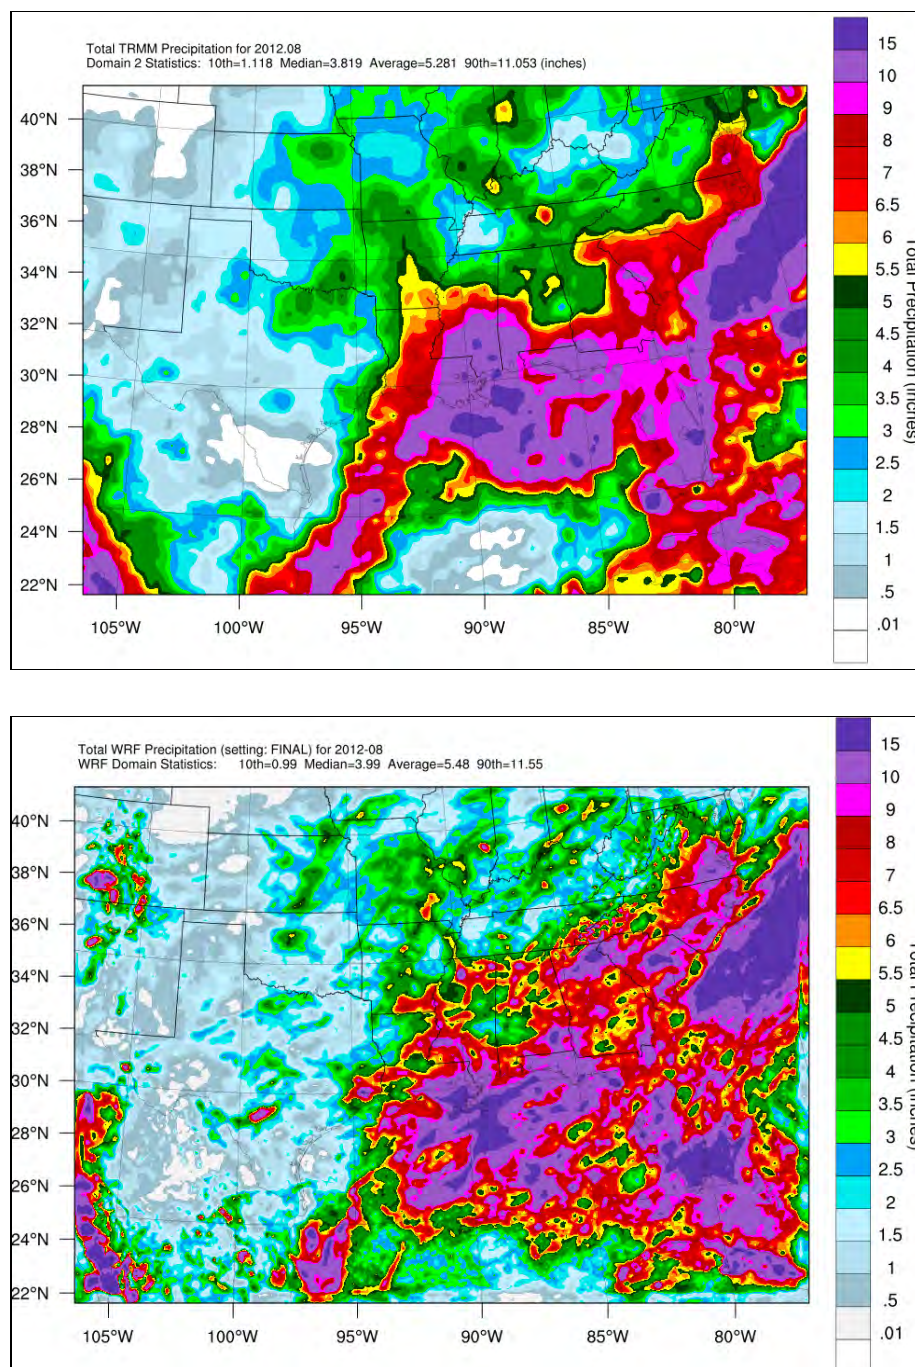 Total TRMM Precipitation for 2012.08
Domain 2 Statistics: 10th=1.118 Median=3.819 Average=5.281 90th=11.053 (inches)
40°N
38°N
36°N
34°N
32°N
30°N
28°N
26°N
24°N
22°N
105°W 100°W 95°W 90°W 85°W 80°W
15
10
9
8
7
6.5
6
5.5
5
4.5
4
3.5
3
2.5
2
1.5
1
.5
.01
Total Precipitation (inches)
Total WRF Precipitation (setting: FINAL) for 2012-08
WRF Domain Statistics: 10th=0.99 Median=3.99 Average=5.48 90th=11.55
40°N
38°N
36°N
34°N
32°N
30°N
28°N
26°N
24°N
22°N
105°W 100°W 95°W 90°W 85°W 80°W
15
10
9
8
7
6.5
6
5.5
5
4.5
4
3.5
3
2.5
2
1.5
1
.5
.01
Total Precipitation (inches)